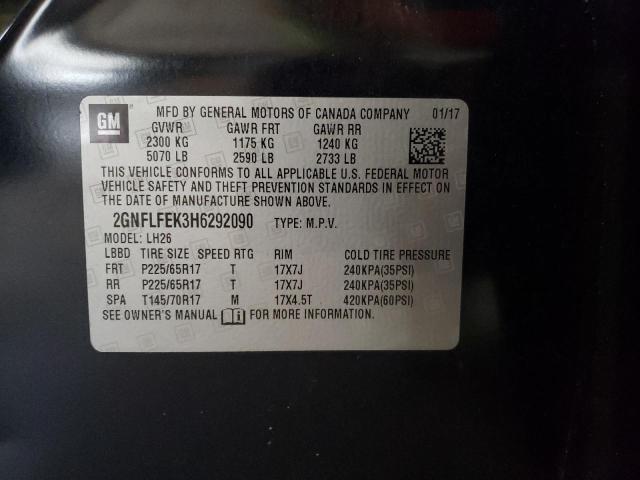 GM
MFD BY GENERAL MOTORS OF CANADA COMPANY 01/17
GVWR GAWR FRT GAWR RR
2300 KG 1175 KG 1240 KG
5070 LB 2590 LB 2733 LB
THIS VEHICLE CONFORMS TO ALL APPLICABLE U.S. FEDERAL MOTOR
VEHICLE SAFETY AND THEFT PREVENTION STANDARDS IN EFFECT ON
THE DATE OF MANUFACTURE SHOWN ABOVE.
2GNFLFEK3H6292090 TYPE: M.P.V.
MODEL: LH26
LBBD TIRE SIZE SPEED RTG RIM COLD TIRE PRESSURE
FRT P225/65R17 T 17X7J 240KPA(35PSI)
RR P225/65R17 T 17X7J 240KPA(35PSI)
SPA T145/70R17 M 17X4.5T 420KPA(60PSI)
SEE OWNER'S MANUAL FOR MORE INFORMATION.